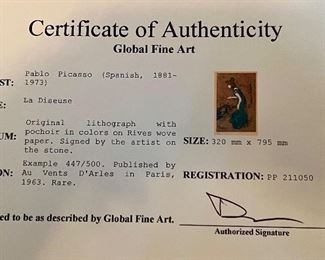 Certificate of Authenticity
Global Fine Art
ST: Pablo Picasso (Spanish, 1881-
1973)
E: La Diseuse
UM: Original lithograph with
pochoir in colors on Rives wove
paper. Signed by the artist on
the stone.
SIZE: 320 mm x 795 mm
ON: Example 447/500. Published by
Au Vents D'Arles in Paris,
1963. Rare.
REGISTRATION: PP 211050
ed to be as described by Global Fine Art.
Authorized Signature